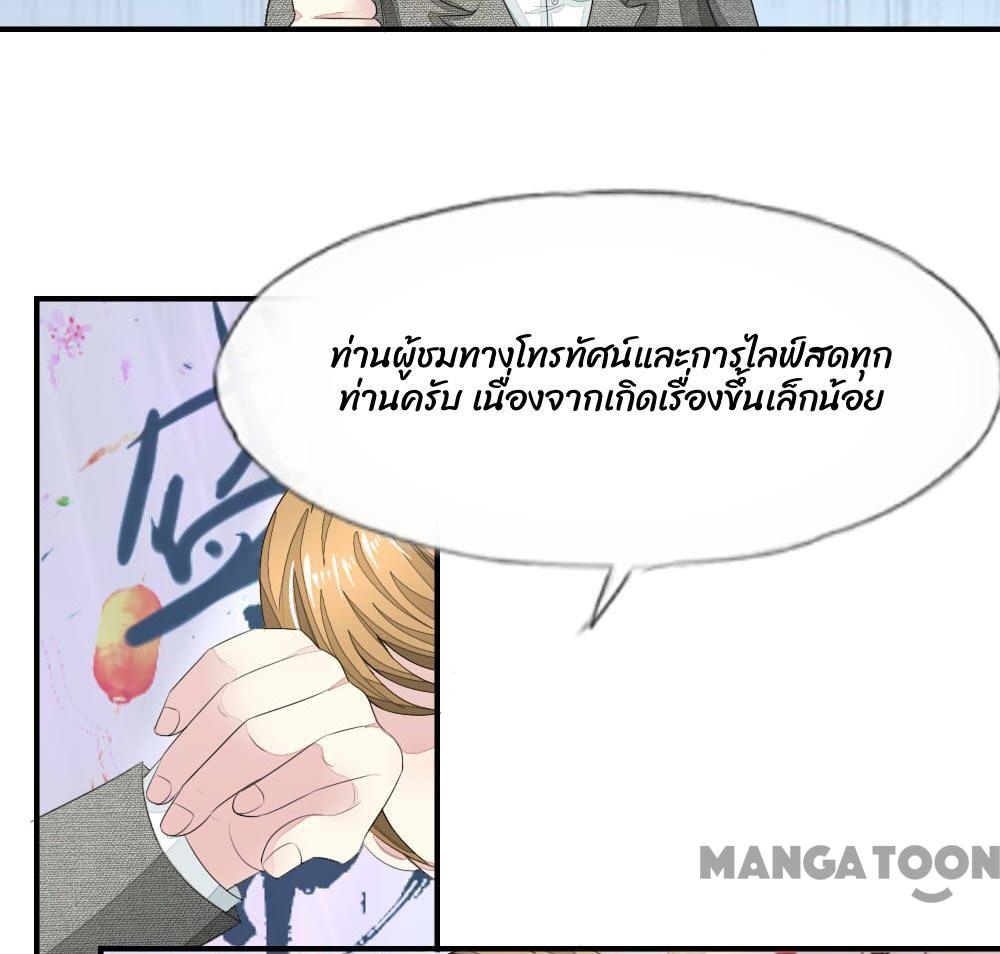 ท่านผู้ชมทางโทรทัศน์และการไลฟ์สดทุก
ท่านครับ เนื่องจากเกิดเรื่องขึ้นเล็กน้อย
MANGATOON